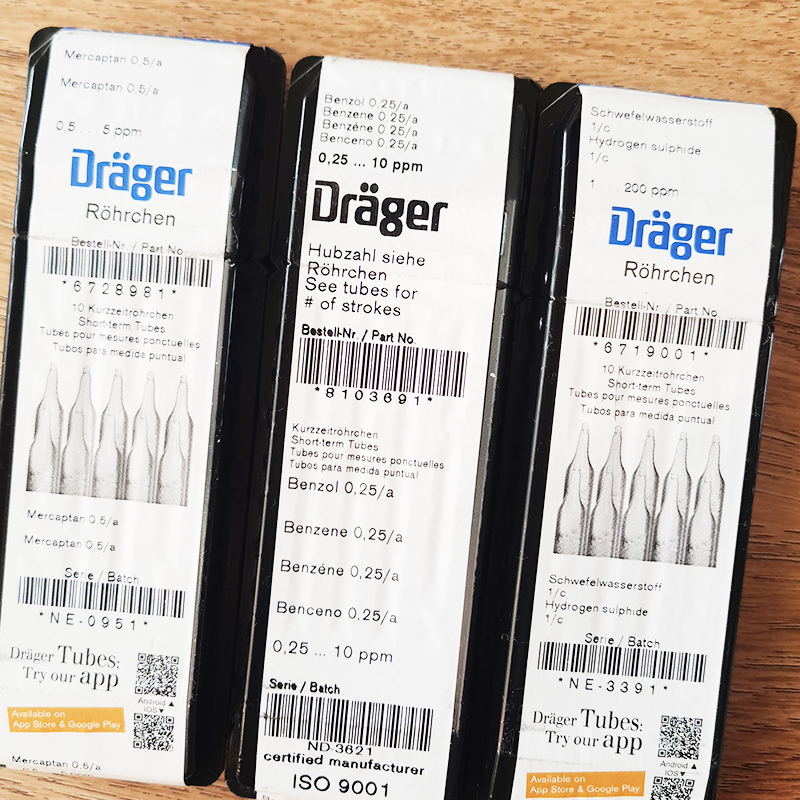 Mercaptan 0,5/a
Mercaptan 0,5/a
0,5 ... 5 ppm
Dräger
Röhrchen
Bestell-Nr / Part No
*6728981*
10 Kurzzeitröhrchen
Short-term Tubes
Tubes pour mesures ponctuelles
Tubos para medida puntual
Mercaptan 0,5/a
Mercaptan 0,5/a
Serie / Batch
*NE-0951*
Dräger Tubes:
Try our app
Android ▲
iOS ▼
Available on
App Store & Google Play
Mercaptan 0,5/a
Benzol 0,25/a
Benzene 0,25/a
Benzéne 0,25/a
Benceno 0,25/a
0,25 ... 10 ppm
Dräger
Hubzahl siehe
Röhrchen
See tubes for
# of strokes
Bestell-Nr / Part No
*8103691*
Kurzzeitröhrchen
Short-term Tubes
Tubes pour mesures ponctuelles
Tubos para medida puntual
Benzol 0,25/a
Benzene 0,25/a
Benzéne 0,25/a
Benceno 0,25/a
0,25 ... 10 ppm
Serie / Batch
ND-3621
certified manufacturer
ISO 9001
Schwefelwasserstoff
1/c
Hydrogen sulphide
1/c
1 ... 200 ppm
Dräger
Röhrchen
Bestell-Nr / Part No
*6719001*
10 Kurzzeitröhrchen
Short-term Tubes
Tubes pour mesures ponctuelles
Tubos para medida puntual
Schwefelwasserstoff
1/c
Hydrogen sulphide
1/c
Serie / Batch
*NE-3391*
Dräger Tubes:
Try our app
Android ▲
iOS ▼
Available on
App Store & Google Play